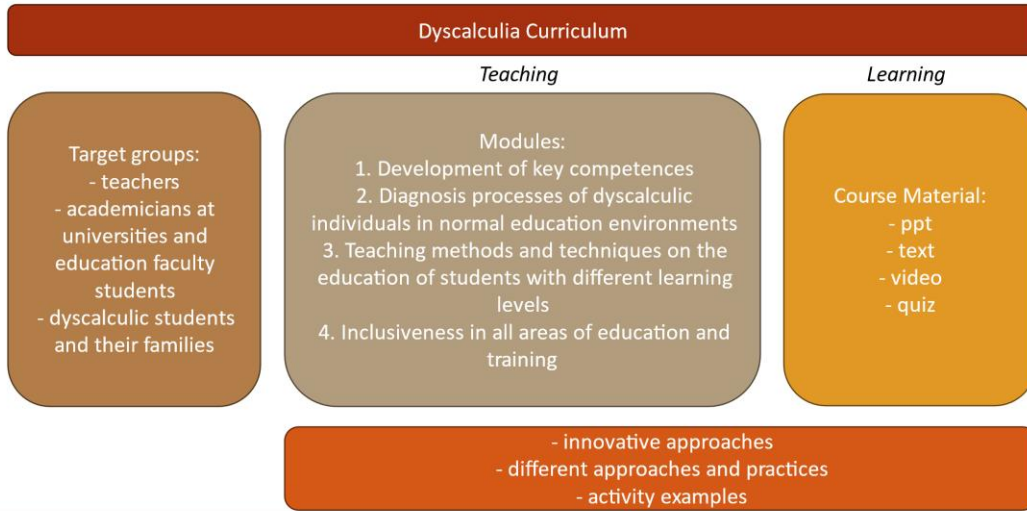 Dyscalculia Curriculum
Teaching
Learning
Target groups:
- teachers
- academicians at
universities and
education faculty
students
- dyscalculic students
and their families
Modules:
1. Development of key competences
2. Diagnosis processes of dyscalculic
individuals in normal education environments
3. Teaching methods and techniques on the
education of students with different learning
levels
4. Inclusiveness in all areas of education and
training
Course Material:
- ppt
- text
- video
- quiz
- innovative approaches
- different approaches and practices
- activity examples